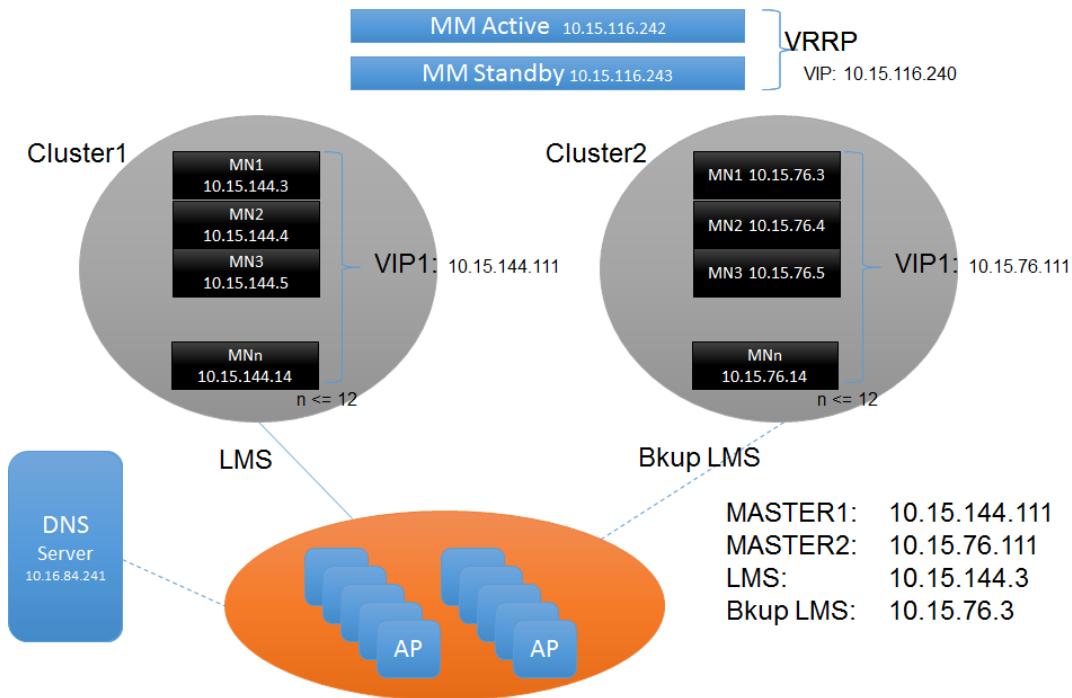 MM Active 10.15.116.242
MM Standby 10.15.116.243
VRRP
VIP: 10.15.116.240
Cluster1
MN1
10.15.144.3
MN2
10.15.144.4
MN3
10.15.144.5
MNn
10.15.144.14
VIP1: 10.15.144.111
n <= 12
Cluster2
MN1 10.15.76.3
MN2 10.15.76.4
MN3 10.15.76.5
MNn
10.15.76.14
VIP1: 10.15.76.111
n <= 12
LMS
Bkup LMS
DNS
Server
10.16.84.241
AP
AP
MASTER1: 10.15.144.111
MASTER2: 10.15.76.111
LMS: 10.15.144.3
Bkup LMS: 10.15.76.3